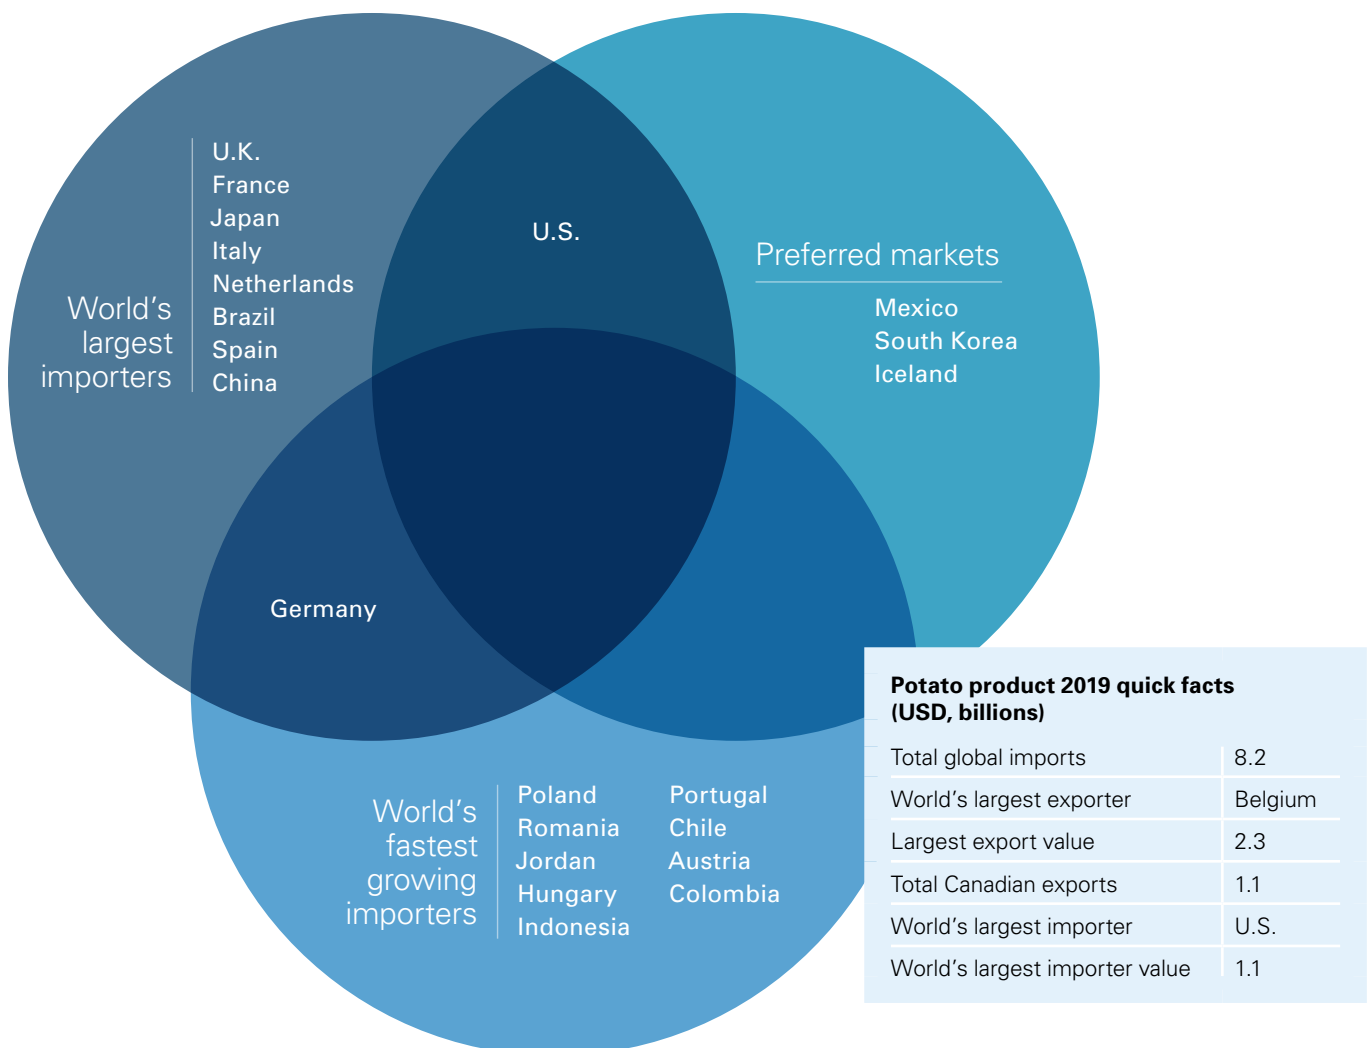 World's
largest
importers
U.K.
France
Japan
Italy
Netherlands
Brazil
Spain
China
U.S.
Preferred markets
Mexico
South Korea
Iceland
Germany
World's
fastest
growing
importers
Poland
Romania
Jordan
Hungary
Indonesia
Portugal
Chile
Austria
Colombia
Potato product 2019 quick facts
(USD, billions)
Total global imports 8.2
World's largest exporter Belgium
Largest export value 2.3
Total Canadian exports 1.1
World's largest importer U.S.
World's largest importer value 1.1